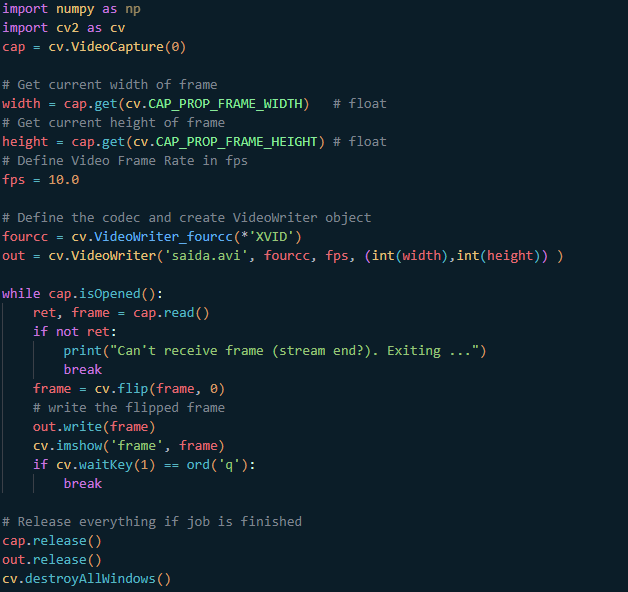 import numpy as np
import cv2 as cv
cap = cv.VideoCapture(0)

# Get current width of frame
width = cap.get(cv.CAP_PROP_FRAME_WIDTH)   # float
# Get current height of frame
height = cap.get(cv.CAP_PROP_FRAME_HEIGHT) # float
# Define Video Frame Rate in fps
fps = 10.0

# Define the codec and create VideoWriter object
fourcc = cv.VideoWriter_fourcc(*'XVID')
out = cv.VideoWriter('saida.avi', fourcc, fps, (int(width),int(height)) )

while cap.isOpened():
    ret, frame = cap.read()
    if not ret:
        print("Can't receive frame (stream end?). Exiting ...")
        break
    frame = cv.flip(frame, 0)
    # write the flipped frame
    out.write(frame)
    cv.imshow('frame', frame)
    if cv.waitKey(1) == ord('q'):
        break

# Release everything if job is finished
cap.release()
out.release()
cv.destroyAllWindows()